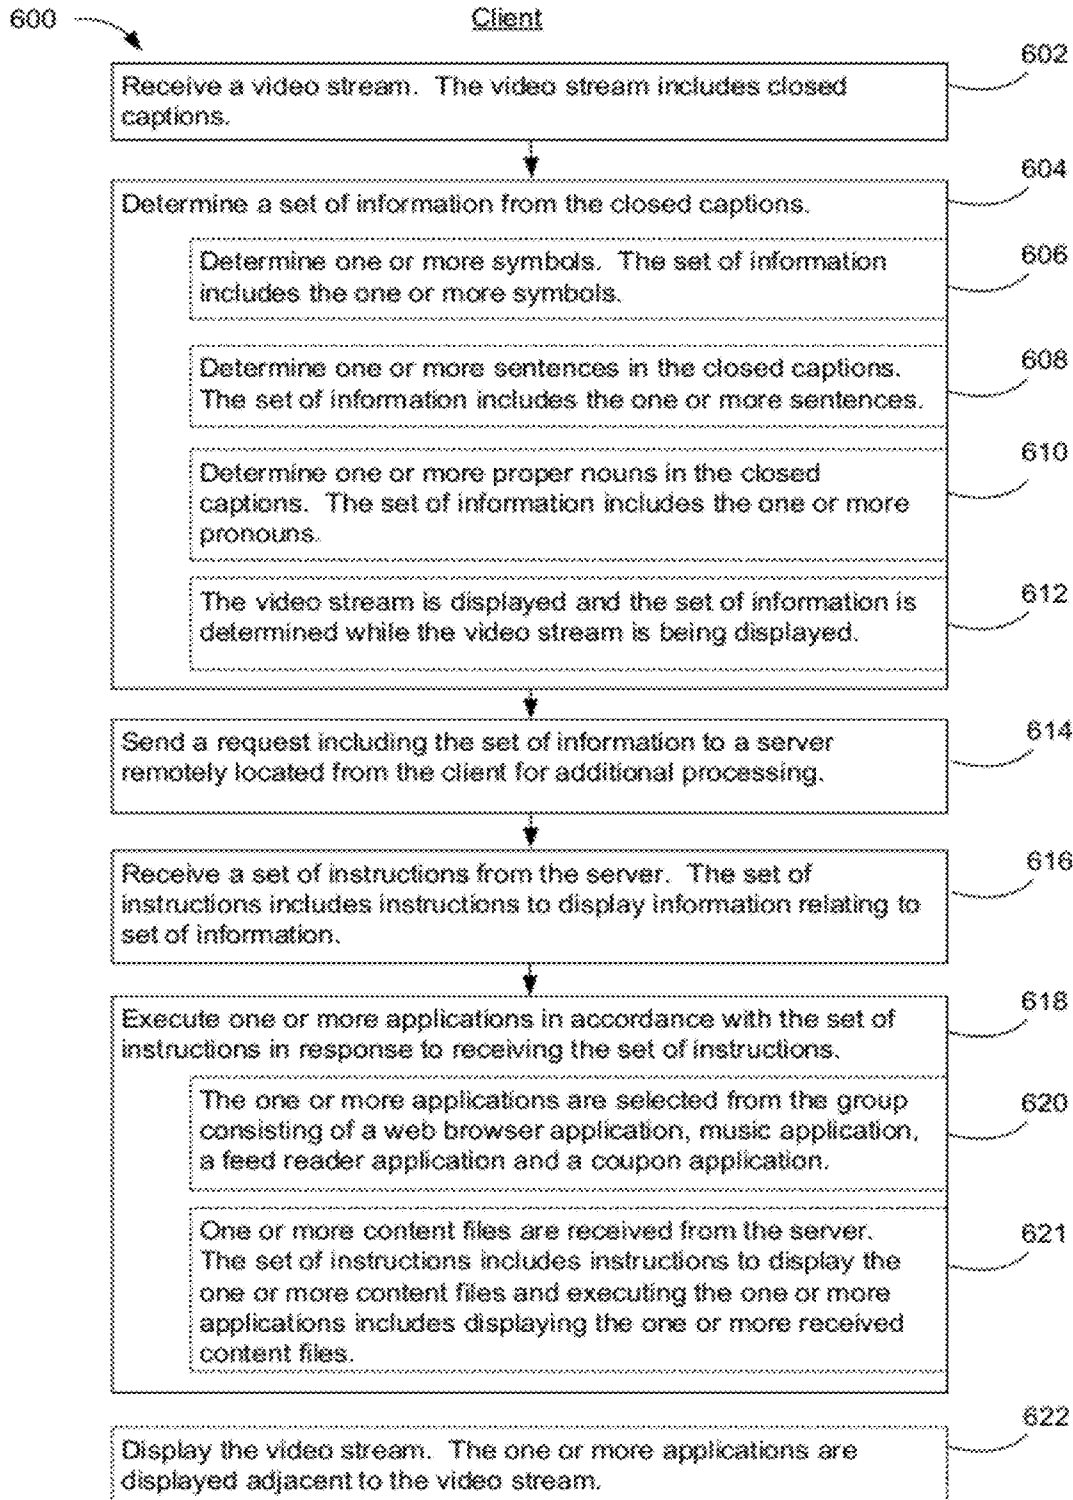 600
Client
602
Receive a video stream. The video stream includes closed
captions.
604
Determine a set of information from the closed captions.
606
Determine one or more symbols. The set of information
includes the one or more symbols.
608
Determine one or more sentences in the closed captions.
The set of information includes the one or more sentences.
610
Determine one or more proper nouns in the closed
captions. The set of information includes the one or more
pronouns.
612
The video stream is displayed and the set of information is
determined while the video stream is being displayed.
614
Send a request including the set of information to a server
remotely located from the client for additional processing.
616
Receive a set of instructions from the server. The set of
instructions includes instructions to display information relating to
set of information.
618
Execute one or more applications in accordance with the set of
instructions in response to receiving the set of instructions.
620
The one or more applications are selected from the group
consisting of a web browser application, music application,
a feed reader application and a coupon application.
621
One or more content files are received from the server.
The set of instructions includes instructions to display the
one or more content files and executing the one or more
applications includes displaying the one or more received
content files.
622
Display the video stream. The one or more applications are
displayed adjacent to the video stream.